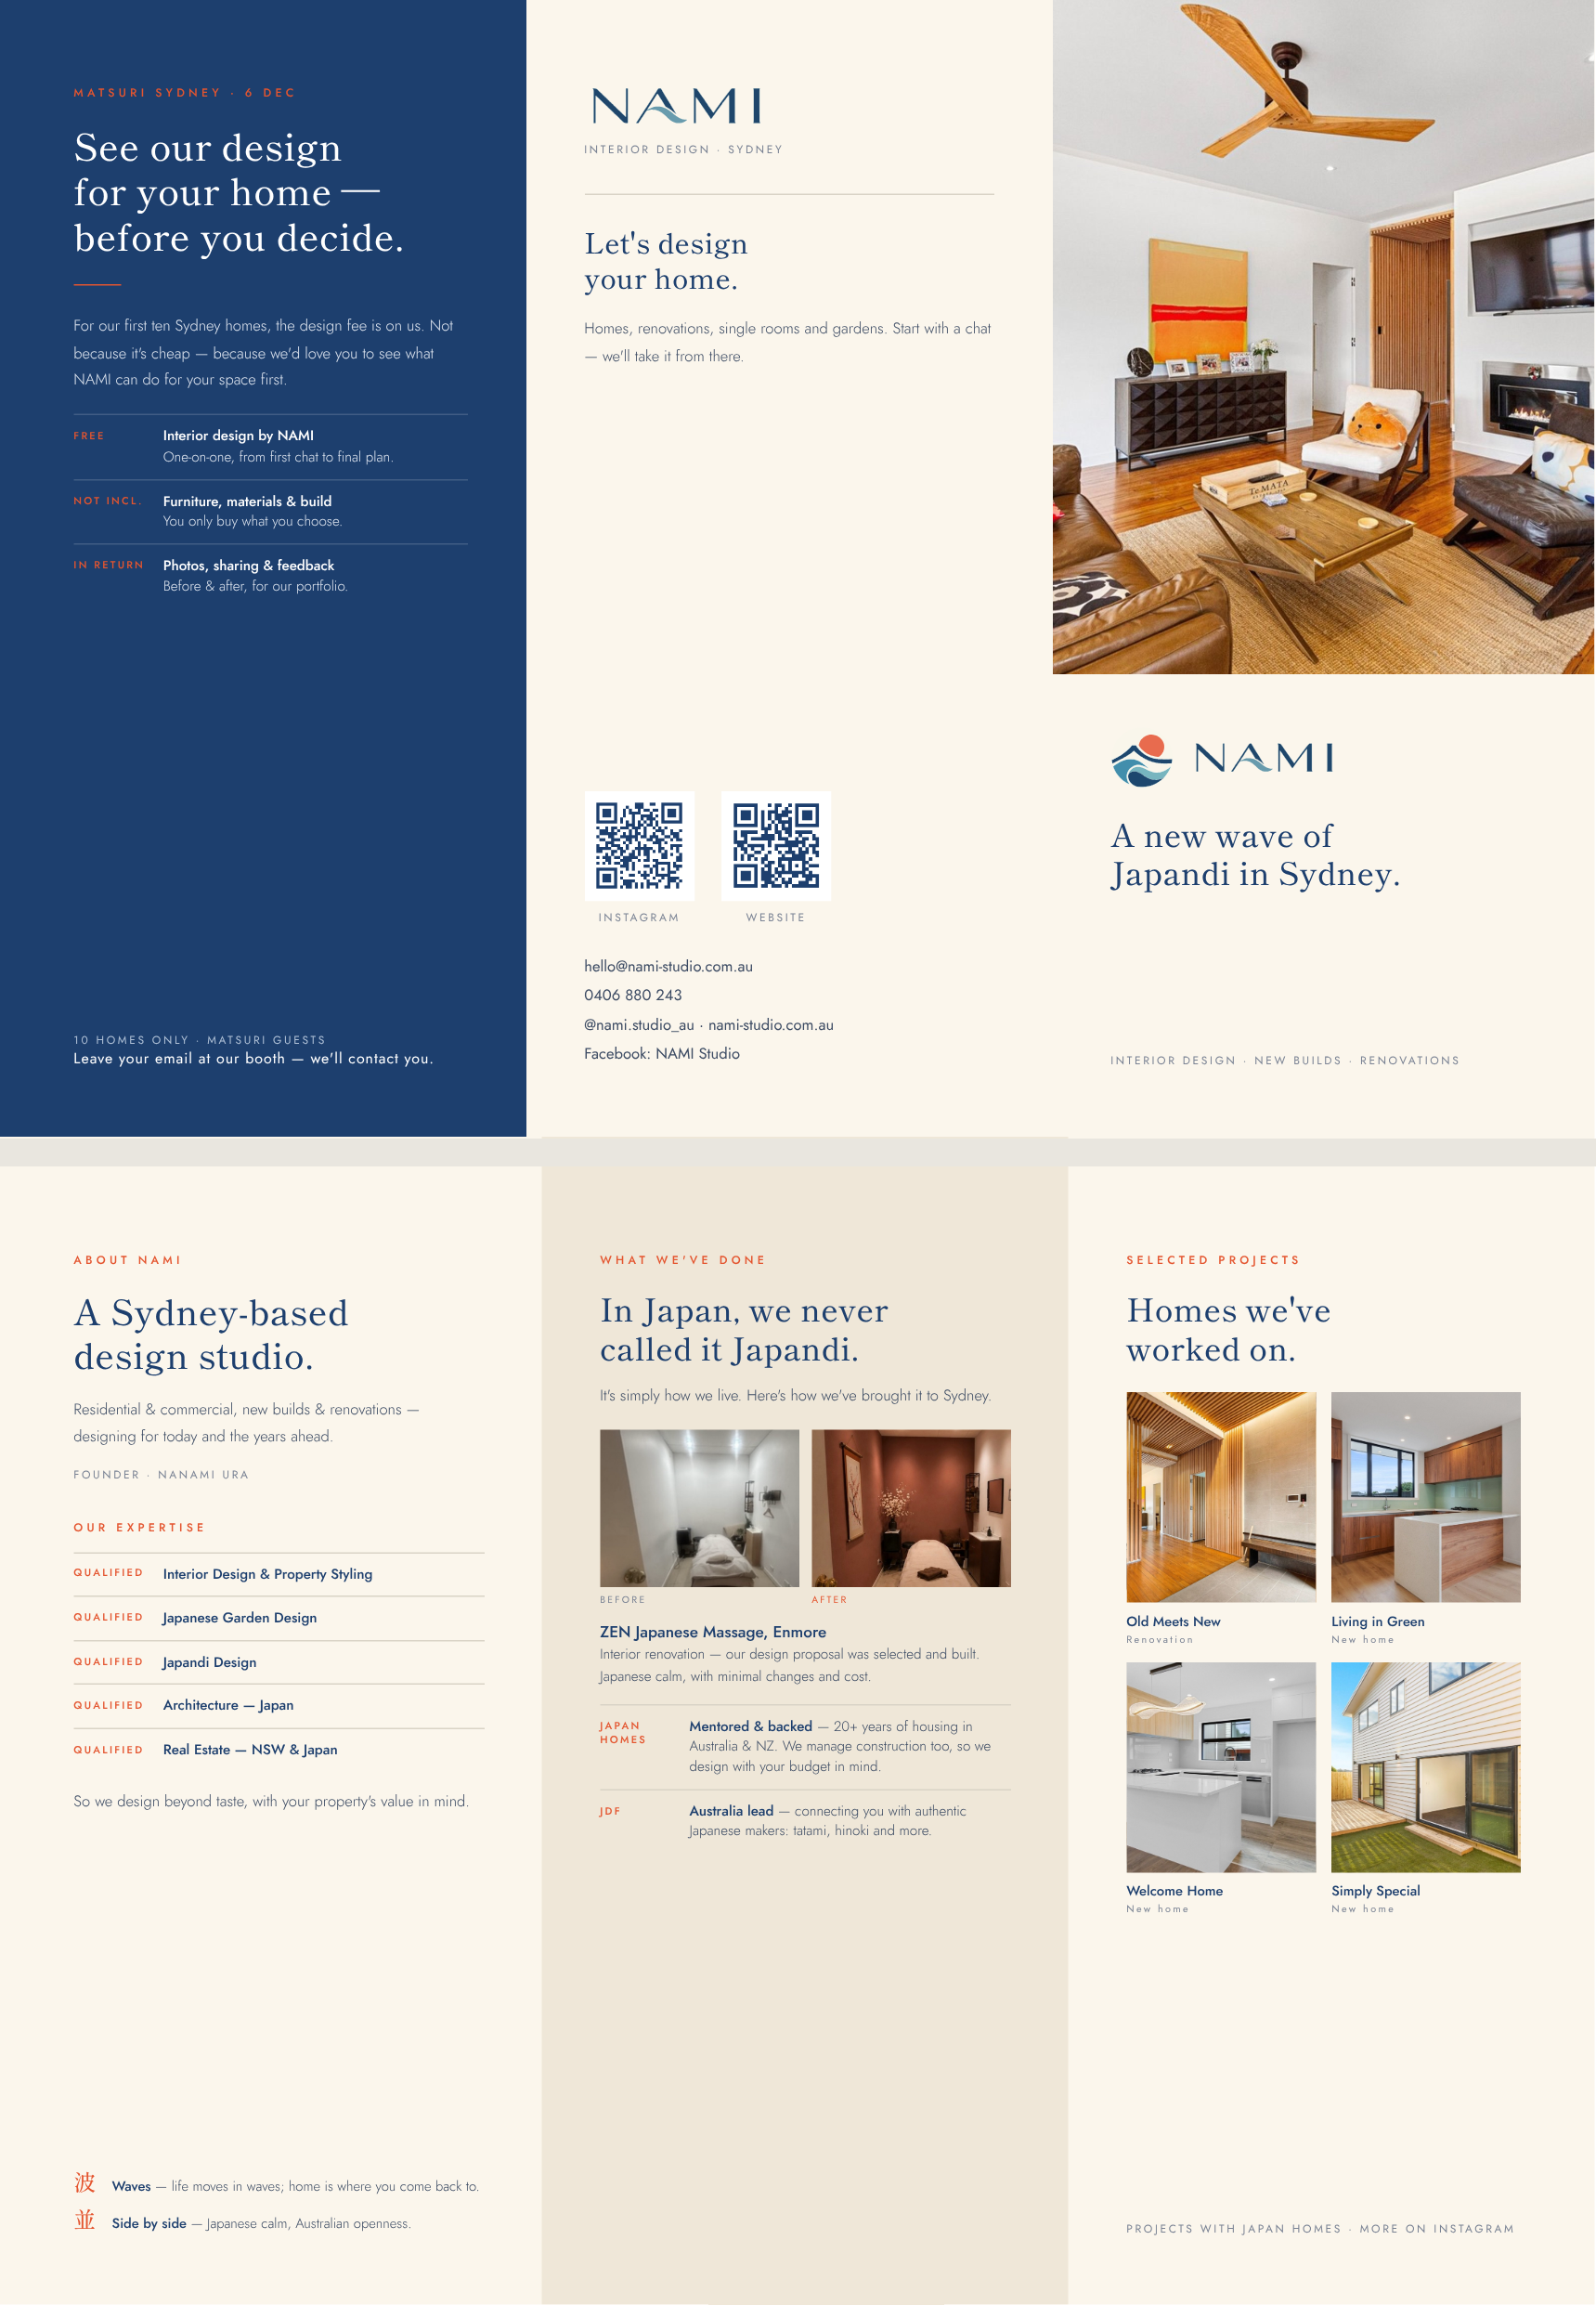 MATSURI SYDNEY · 6 DEC
See our design
for your home —
before you decide.
For our first ten Sydney homes, the design fee is on us. Not
because it's cheap — because we'd love you to see what
NAMI can do for your space first.
FREE
Interior design by NAMI
One-on-one, from first chat to final plan.
NOT INCL.
Furniture, materials & build
You only buy what you choose.
IN RETURN
Photos, sharing & feedback
Before & after, for our portfolio.
10 HOMES ONLY · MATSURI GUESTS
Leave your email at our booth — we'll contact you.
NAMI
INTERIOR DESIGN · SYDNEY
Let's design
your home.
Homes, renovations, single rooms and gardens. Start with a chat
— we'll take it from there.
INSTAGRAM
WEBSITE
hello@nami-studio.com.au
0406 880 243
@nami.studio_au · nami-studio.com.au
Facebook: NAMI Studio
TeMATA
NAMI
A new wave of
Japandi in Sydney.
INTERIOR DESIGN · NEW BUILDS · RENOVATIONS
ABOUT NAMI
A Sydney-based
design studio.
Residential & commercial, new builds & renovations —
designing for today and the years ahead.
FOUNDER · NANAMI URA
OUR EXPERTISE
QUALIFIED Interior Design & Property Styling
QUALIFIED Japanese Garden Design
QUALIFIED Japandi Design
QUALIFIED Architecture — Japan
QUALIFIED Real Estate — NSW & Japan
So we design beyond taste, with your property's value in mind.
波 Waves — life moves in waves; home is where you come back to.
並 Side by side — Japanese calm, Australian openness.
WHAT WE'VE DONE
In Japan, we never
called it Japandi.
It's simply how we live. Here's how we've brought it to Sydney.
BEFORE
AFTER
ZEN Japanese Massage, Enmore
Interior renovation — our design proposal was selected and built.
Japanese calm, with minimal changes and cost.
JAPAN
HOMES
Mentored & backed — 20+ years of housing in
Australia & NZ. We manage construction too, so we
design with your budget in mind.
JDF
Australia lead — connecting you with authentic
Japanese makers: tatami, hinoki and more.
SELECTED PROJECTS
Homes we've
worked on.
Old Meets New
Renovation
Living in Green
New home
Welcome Home
New home
Simply Special
New home
PROJECTS WITH JAPAN HOMES · MORE ON INSTAGRAM